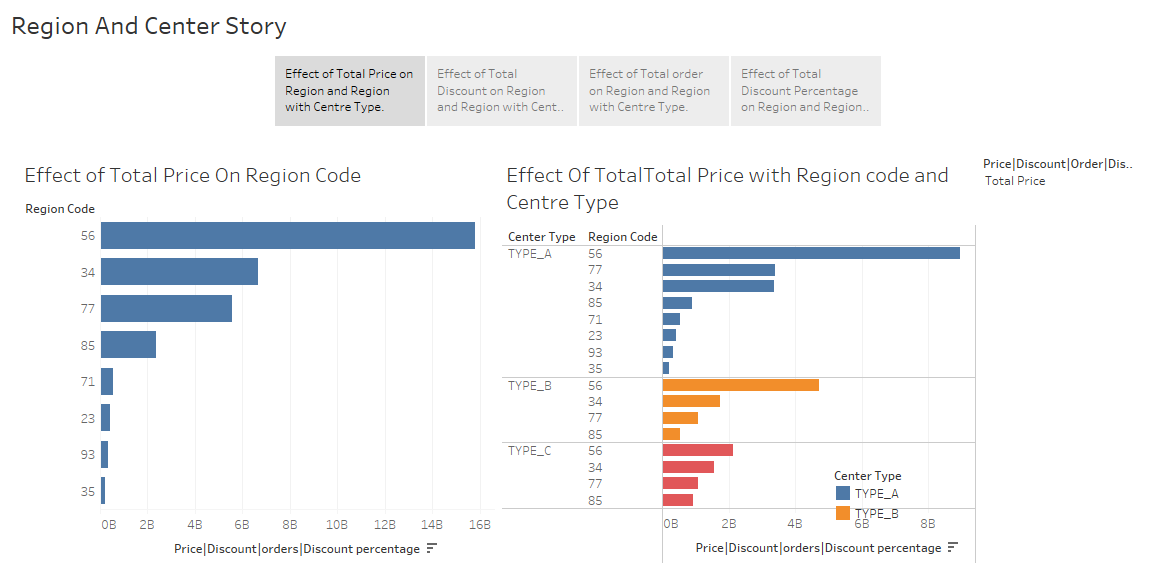 Region And Center Story
Effect of Total Price on
Region and Region
with Centre Type.
Effect of Total
Discount on Region
and Region with Cent..
Effect of Total order
on Region and Region
with Centre Type.
Effect of Total
Discount Percentage
on Region and Region..
Effect of Total Price On Region Code
Region Code
56
34
77
85
71
23
93
35
0B 2B 4B 6B 8B 10B 12B 14B 16B
Price|Discount|orders|Discount percentage
Effect Of TotalTotal Price with Region code and
Centre Type
Center Type Region Code
TYPE_A 56
77
34
85
71
23
93
35
TYPE_B 56
34
77
85
TYPE_C 56
34
77
85
0B 2B 4B 6B 8B
Price|Discount|orders|Discount percentage
Center Type
TYPE_A
TYPE_B
Price|Discount|Order|Dis..
Total Price